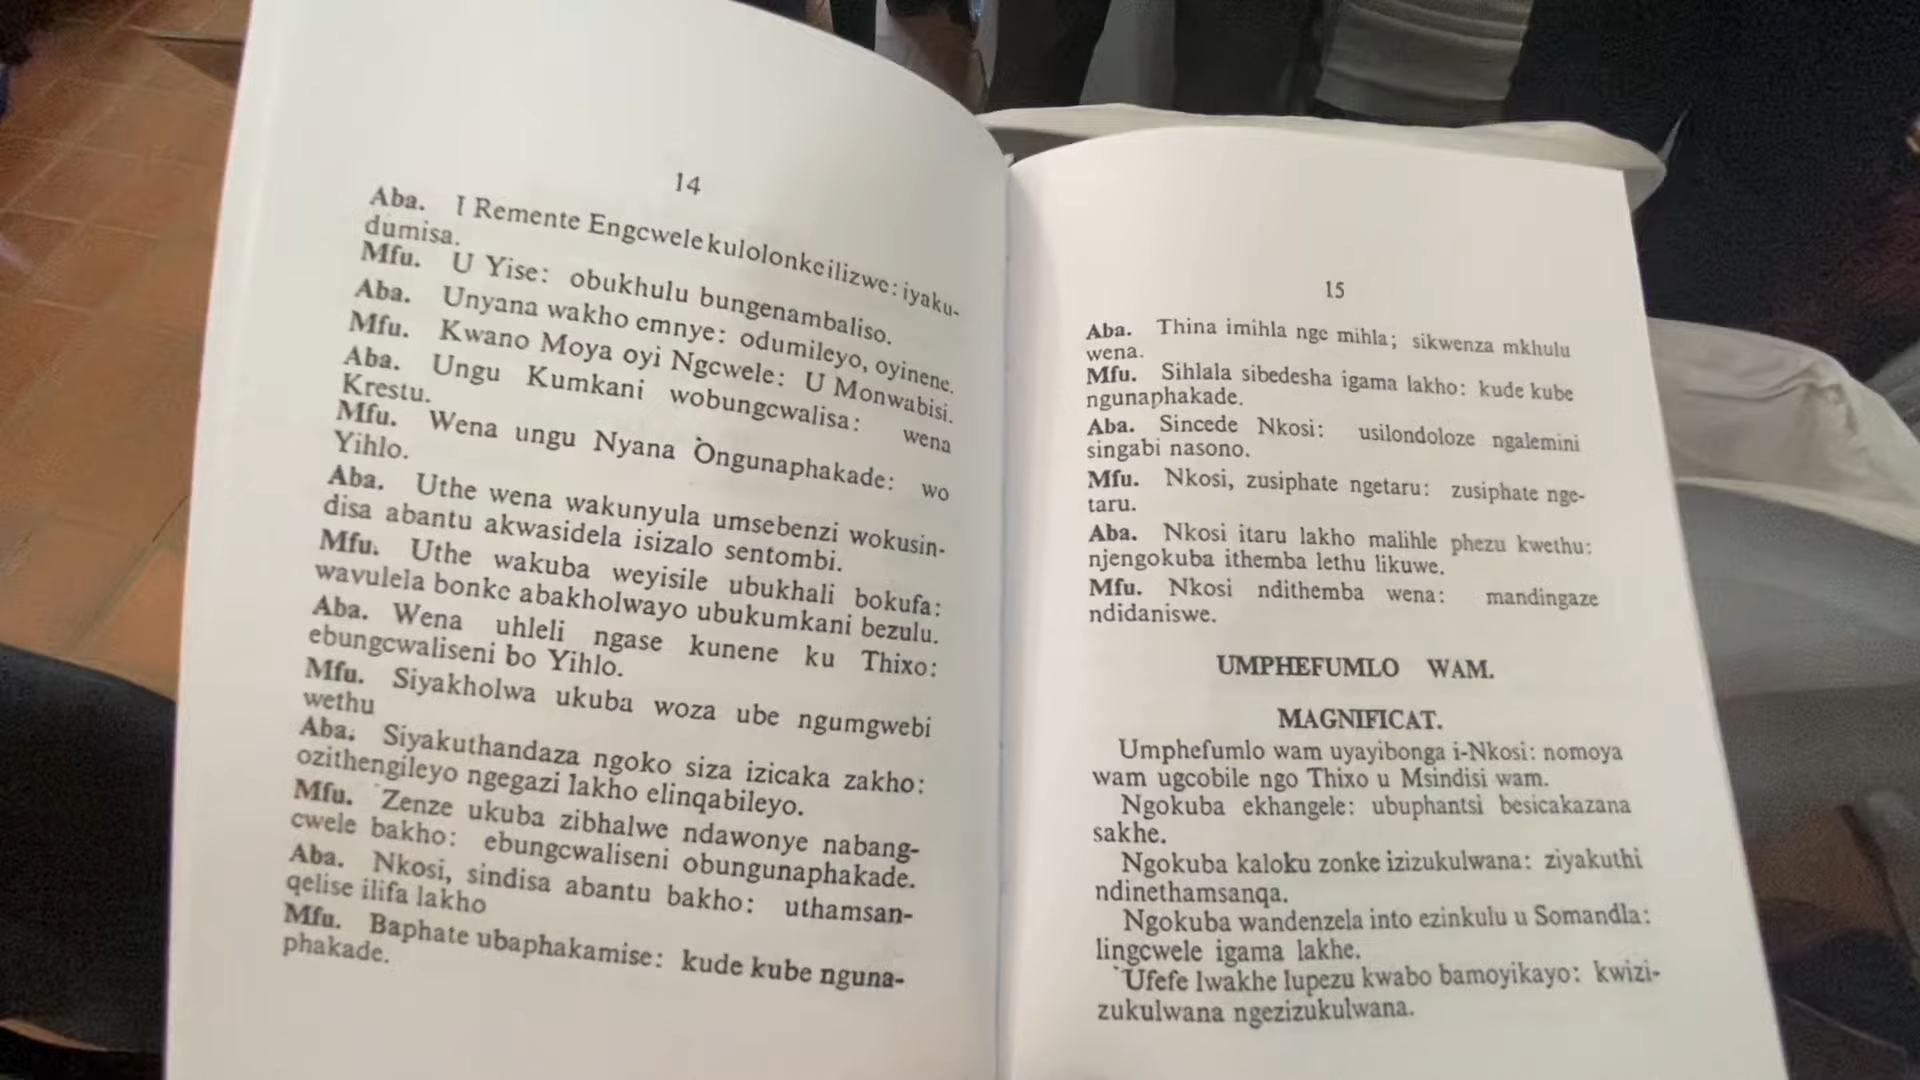 14
Aba. I Remente Engcwele kulolonke ilizwe: iyaku-
dumisa.
Mfu. U Yise: obukhulu bungenambaliso.
Aba. Unyana wakho emnye: odumileyo, oyinene.
Mfu. Kwano Moya oyi Ngcwele: U Monwabisi.
Aba. Ungu Kumkani wobungcwalisa: wena
Krestu.
Mfu. Wena ungu Nyana Ongunaphakade: wo
Yihlo.
Aba. Uthe wena wakunyula umsebenzi wokusin-
disa abantu akwasidela isizalo sentombi.
Mfu. Uthe wakuba weyisile ubukhali bokufa:
wavulela bonke abakholwayo ubukumkani bezulu.
Aba. Wena uhleli ngase kunene ku Thixo:
ebungcwaliseni bo Yihlo.
Mfu. Siyakholwa ukuba woza ube ngumgwebi
wethu
Aba. Siyakuthandaza ngoko siza izicaka zakho:
ozithengileyo ngegazi lakho elinqabileyo.
Mfu. Zenze ukuba zibhalwe ndawonye nabang-
cwele bakho: ebungcwaliseni obungunaphakade.
Aba. Nkosi, sindisa abantu bakho: uthamsan-
qelise ilifa lakho
Mfu. Baphate ubaphakamise: kude kube nguna-
phakade.
15
Aba. Thina imihla nge mihla; sikwenza mkhulu
wena.
Mfu. Sihlala sibedesha igama lakho: kude kube
ngunaphakade.
Aba. Sincede Nkosi: usilondoloze ngalemini
singabi nasono.
Mfu. Nkosi, zusiphate ngetaru: zusiphate nge-
taru.
Aba. Nkosi itaru lakho malihle phezu kwethu:
njengokuba ithemba lethu likuwe.
Mfu. Nkosi ndithemba wena: mandingaze
ndidaniswe.
UMPHEFUMLO WAM.
MAGNIFICAT.
Umphefumlo wam uyayibonga i-Nkosi: nomoya
wam ugcobile ngo Thixo u Msindisi wam.
Ngokuba ekhangele: ubuphantsi besicakazana
sakhe.
Ngokuba kaloku zonke izizukulwana: ziyakuthi
ndinethamsanqa.
Ngokuba wandenzela into ezinkulu u Somandla:
lingcwele igama lakhe.
Ufefe lwakhe lupezu kwabo bamoyikayo: kwizi-
zukulwana ngezizukulwana.